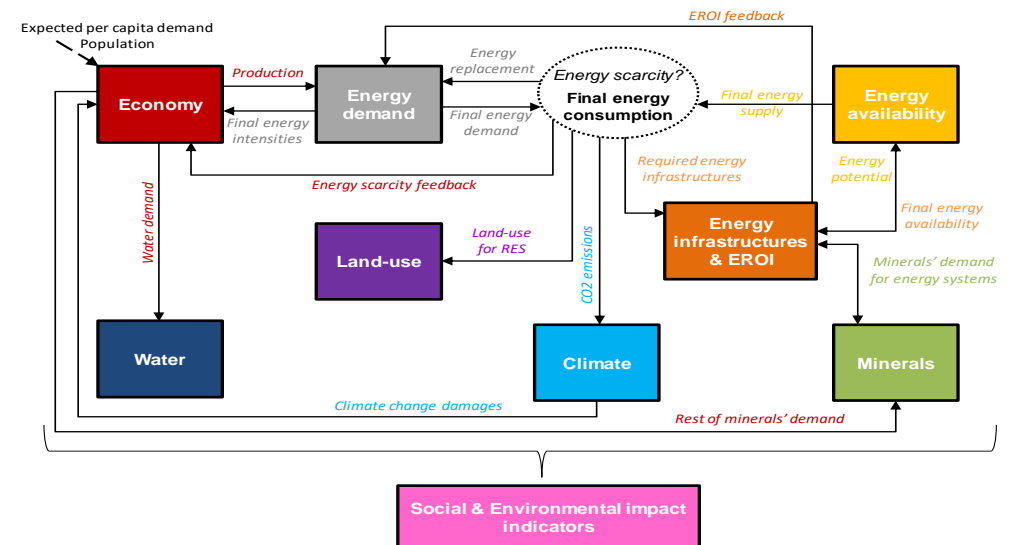 EROI feedback
Expected per capita demand
Population
Economy
Production
Final energy
intensities
Energy
demand
Energy
replacement
Final energy
demand
Energy scarcity?
Final energy
consumption
Final energy
supply
Energy
availability
Energy scarcity feedback
Required energy
infrastructures
Energy
potential
Final energy
availability
Water demand
Land-use
Land-use
for RES
CO2 emissions
Energy
infrastructures
& EROI
Minerals’ demand
for energy systems
Water
Climate
Minerals
Climate change damages
Rest of minerals’ demand
Social & Environmental impact
indicators